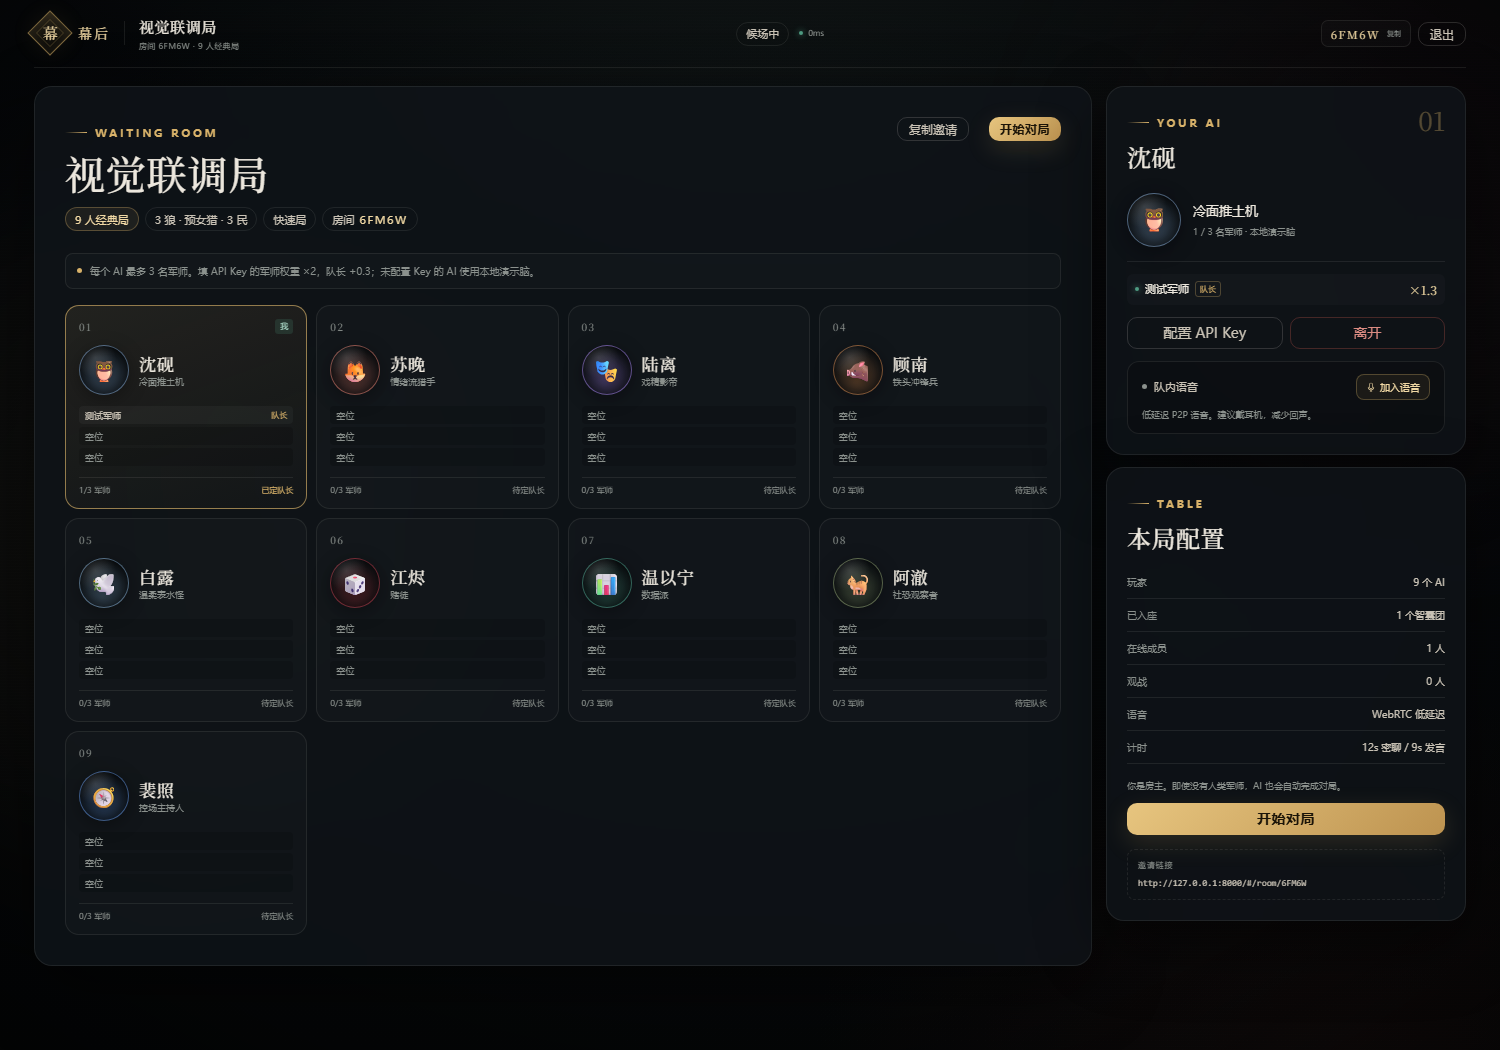 幕 幕后
视觉联调局
房间 6FM6W · 9 人经典局
候场中 0ms
6FM6W 复制 退出
WAITING ROOM
复制邀请 开始对局
视觉联调局
9 人经典局 3 狼 · 预女猎 · 3 民 快速局 房间 6FM6W
每个 AI 最多 3 名军师。填 API Key 的军师权重 ×2，队长 +0.3；未配置 Key 的 AI 使用本地演示脑。
01 我
沈砚
冷面推土机
测试军师 队长
空位
空位
1/3 军师 已定队长
02
苏晚
情绪流猎手
空位
空位
空位
0/3 军师 待定队长
03
陆离
戏精影帝
空位
空位
空位
0/3 军师 待定队长
04
顾南
铁头冲锋兵
空位
空位
空位
0/3 军师 待定队长
05
白露
温柔泼水怪
空位
空位
空位
0/3 军师 待定队长
06
江烬
赌徒
空位
空位
空位
0/3 军师 待定队长
07
温以宁
数据派
空位
空位
空位
0/3 军师 待定队长
08
阿澈
社恐观察者
空位
空位
空位
0/3 军师 待定队长
09
裴照
控场主持人
空位
空位
空位
0/3 军师 待定队长
YOUR AI 01
沈砚
冷面推土机
1 / 3 名军师 · 本地演示脑
测试军师 队长 ×1.3
配置 API Key 离开
队内语音 加入语音
低延迟 P2P 语音。建议戴耳机，减少回声。
TABLE
本局配置
玩家 9 个 AI
已入座 1 个智囊团
在线成员 1 人
观战 0 人
语音 WebRTC 低延迟
计时 12s 密聊 / 9s 发言
你是房主。即使没有人类军师，AI 也会自动完成对局。
开始对局
邀请链接
http://127.0.0.1:8000/#/room/6FM6W